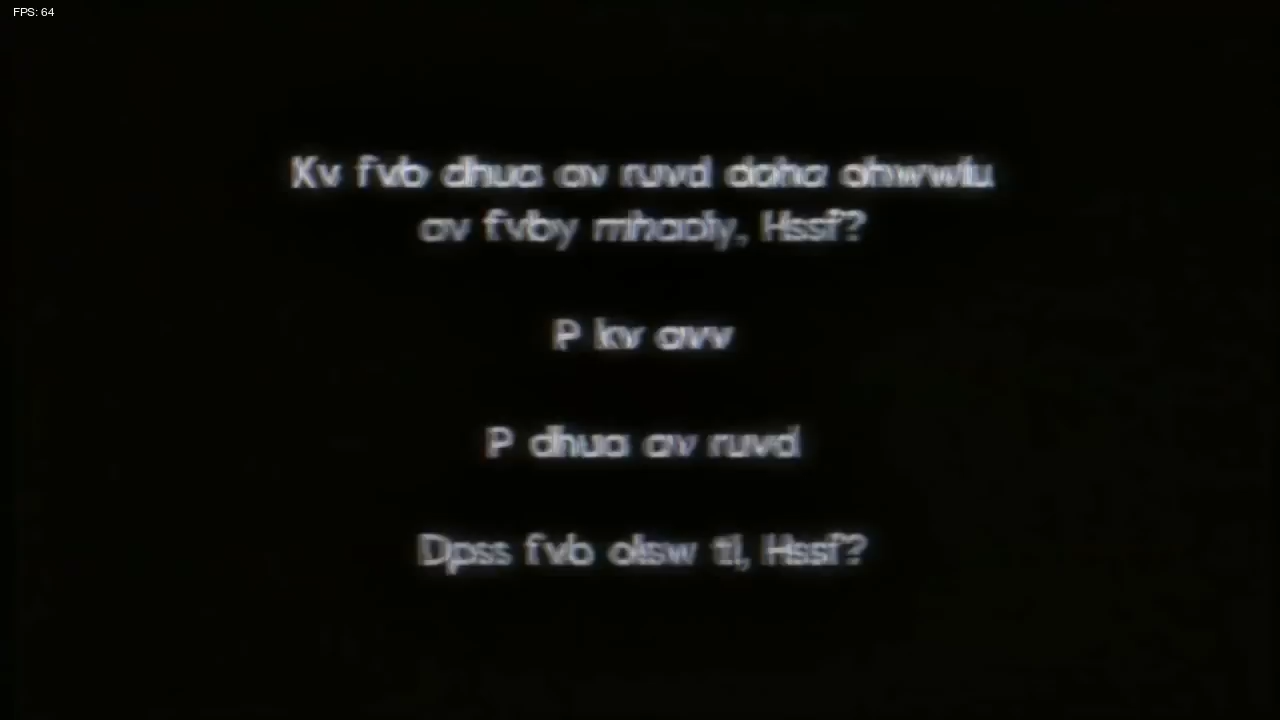 FPS: 64
Kv fvb dhua av ruvd doha ohwwlu
av fvby mhaoly, Hssf?
P kv avv
P dhua av ruvd
Dpss fvb olsw tl, Hssf?